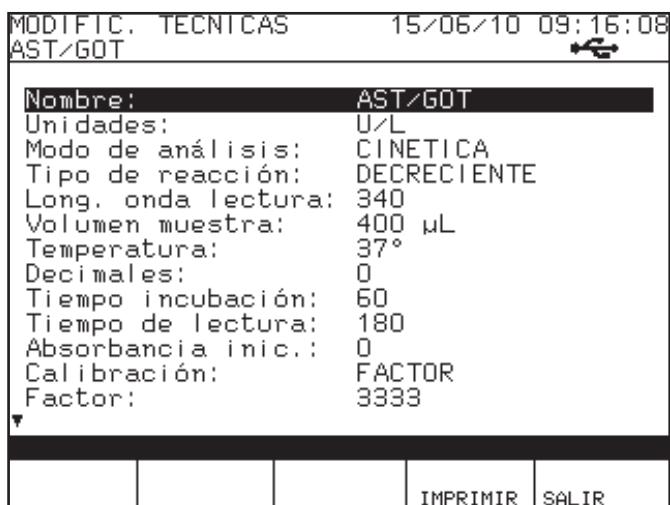 MODIFIC. TECNICAS 15/06/10 09:16:08
AST/GOT
Nombre: AST/GOT
Unidades: U/L
Modo de análisis: CINETICA
Tipo de reacción: DECRECIENTE
Long. onda lectura: 340
Volumen muestra: 400 µL
Temperatura: 37°
Decimales: 0
Tiempo incubación: 60
Tiempo de lectura: 180
Absorbancia inic.: 0
Calibración: FACTOR
Factor: 3333
IMPRIMIR SALIR